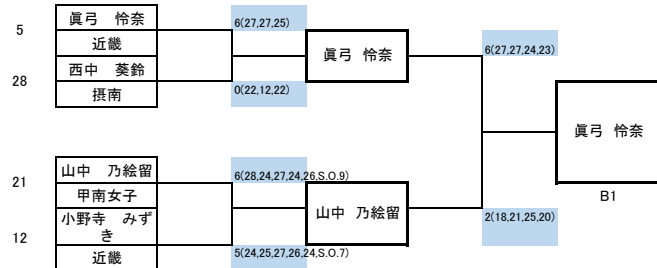 5
眞弓 怜奈
近畿
28
西中 葵鈴
摂南
6(27,27,25)
0(22,12,22)
眞弓 怜奈
21
山中 乃絵留
甲南女子
12
小野寺 みず
き
近畿
6(28,24,27,24,26,S.O.9)
5(24,25,27,26,24,S.O.7)
山中 乃絵留
6(27,27,24,23)
2(18,21,25,20)
眞弓 怜奈
B1